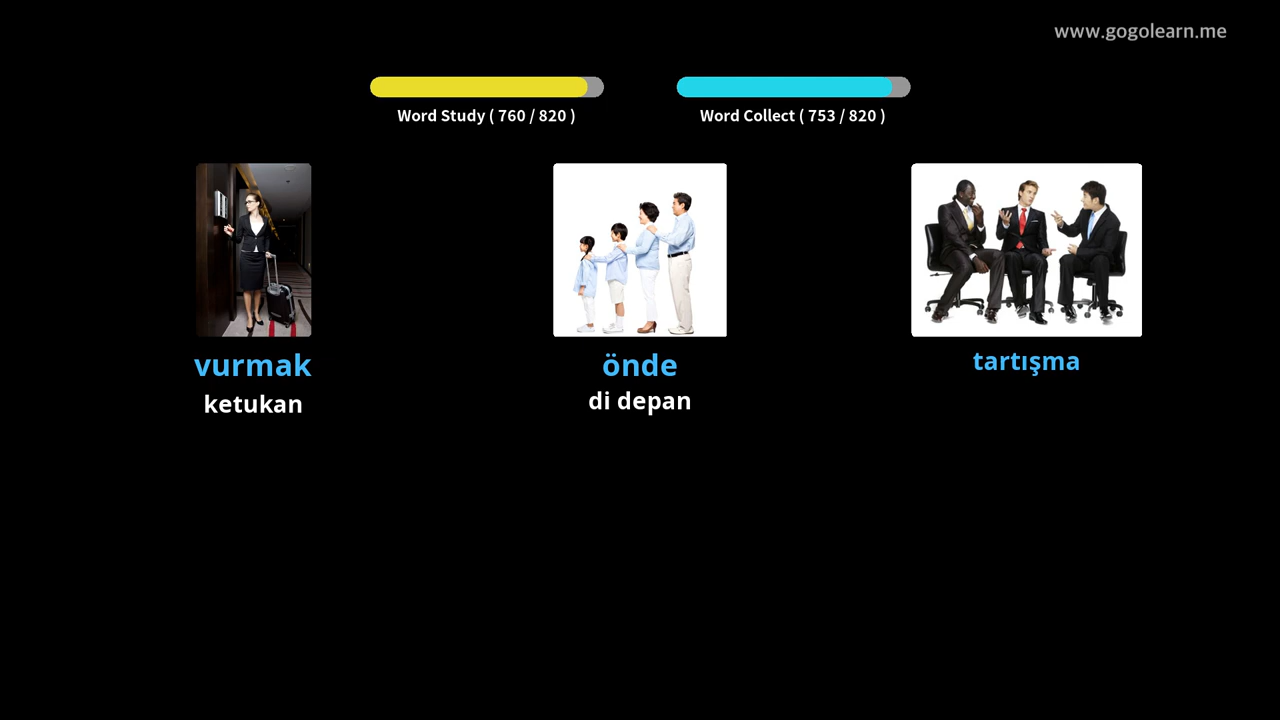 www.gogolearn.me
Word Study ( 760 / 820 )
Word Collect ( 753 / 820 )
vurmak
ketukan
önde
di depan
tartışma